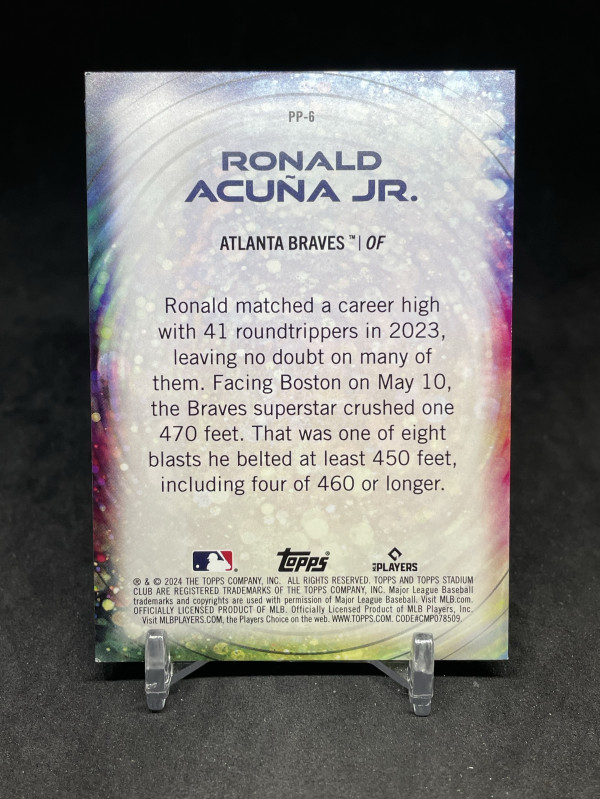 PP-6
RONALD
ACUÑA JR.
ATLANTA BRAVES™ | OF
Ronald matched a career high
with 41 roundtrippers in 2023,
leaving no doubt on many of
them. Facing Boston on May 10,
the Braves superstar crushed one
470 feet. That was one of eight
blasts he belted at least 450 feet,
including four of 460 or longer.
TOPPS® MLB PLAYERS
® & © 2024 THE TOPPS COMPANY, INC. ALL RIGHTS RESERVED. TOPPS AND TOPPS STADIUM
CLUB ARE REGISTERED TRADEMARKS OF THE TOPPS COMPANY, INC. Major League Baseball
trademarks and copyrights are used with permission of Major League Baseball. Visit MLB.com.
OFFICIALLY LICENSED PRODUCT OF MLB. Officially Licensed Product of MLB Players, Inc.
Visit MLBPLAYERS.COM, the Players Choice on the web. WWW.TOPPS.COM. CODE#CMP078509.